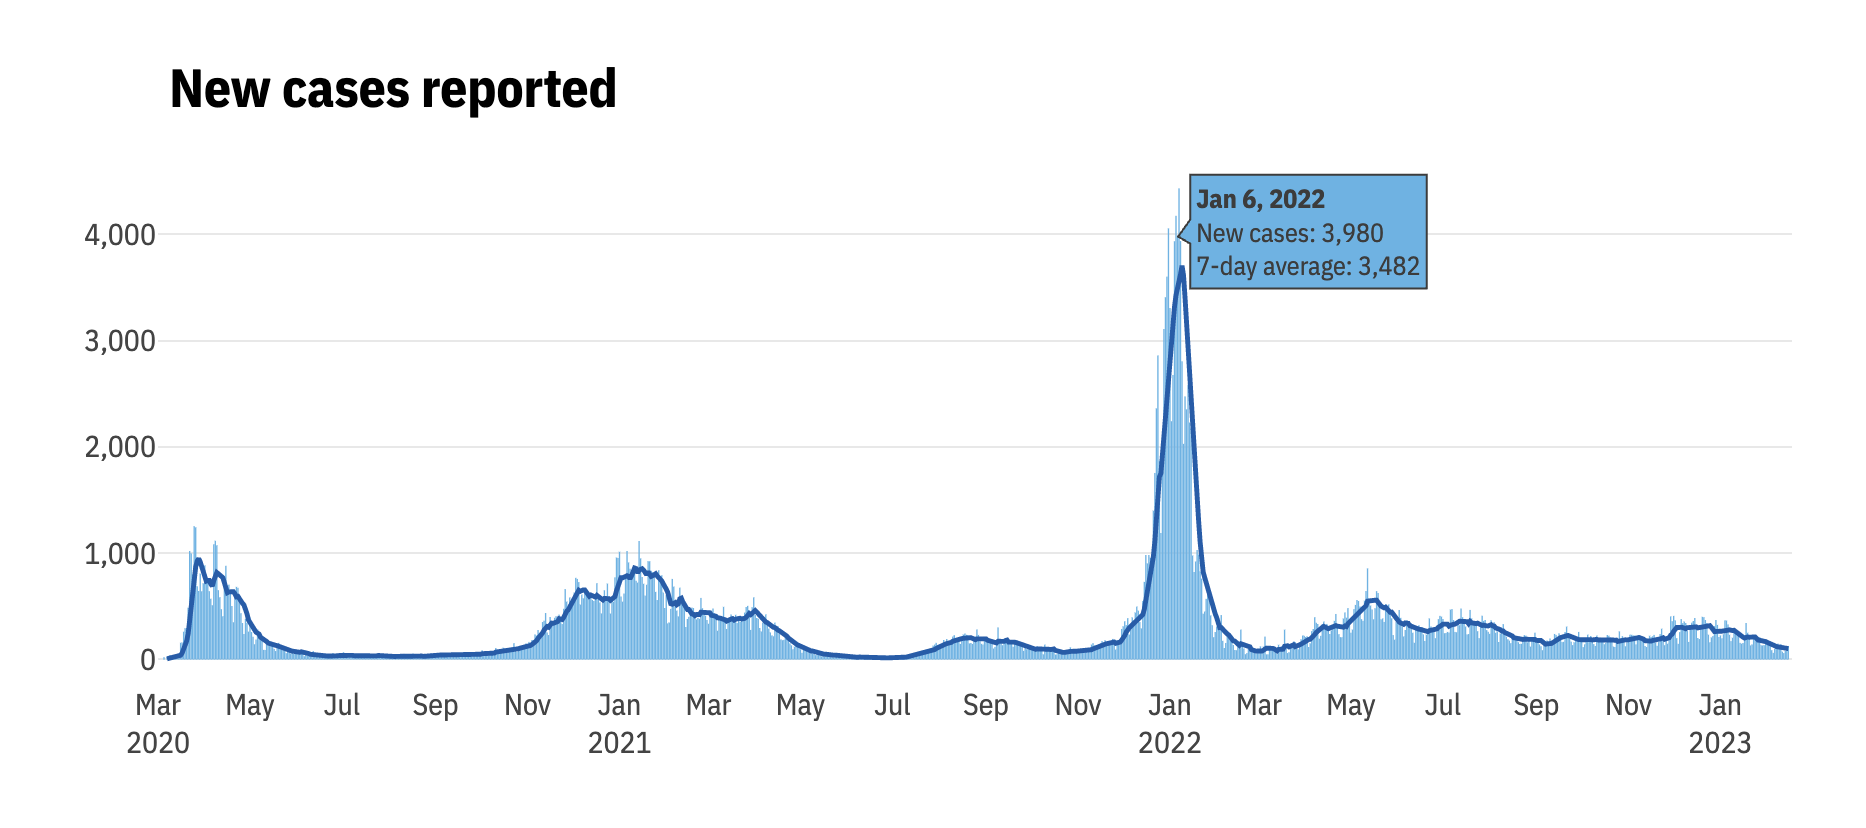 New cases reported
Jan 6, 2022
New cases: 3,980
7-day average: 3,482
4,000
3,000
2,000
1,000
0
Mar May Jul Sep Nov Jan Mar May Jul Sep Nov Jan Mar May Jul Sep Nov Jan
2020 2021 2022 2023